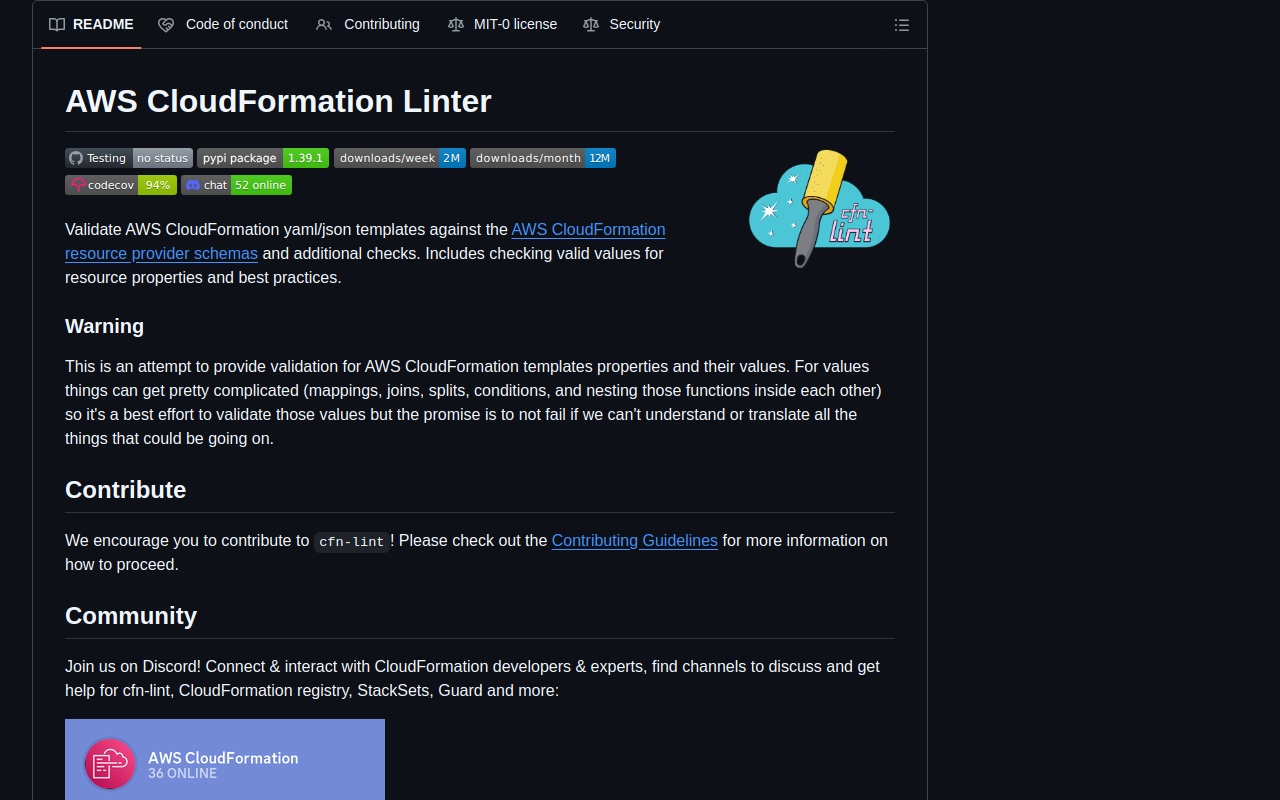 README
Code of conduct
Contributing
MIT-0 license
Security
AWS CloudFormation Linter
Testing no status
pypi package 1.39.1
downloads/week 2M
downloads/month 12M
codecov 94%
chat 52 online
cfn-
lint
Validate AWS CloudFormation yaml/json templates against the AWS CloudFormation
resource provider schemas and additional checks. Includes checking valid values for
resource properties and best practices.
Warning
This is an attempt to provide validation for AWS CloudFormation templates properties and their values. For values
things can get pretty complicated (mappings, joins, splits, conditions, and nesting those functions inside each other)
so it's a best effort to validate those values but the promise is to not fail if we can't understand or translate all the
things that could be going on.
Contribute
We encourage you to contribute to cfn-lint! Please check out the Contributing Guidelines for more information on
how to proceed.
Community
Join us on Discord! Connect & interact with CloudFormation developers & experts, find channels to discuss and get
help for cfn-lint, CloudFormation registry, StackSets, Guard and more:
AWS CloudFormation
36 ONLINE